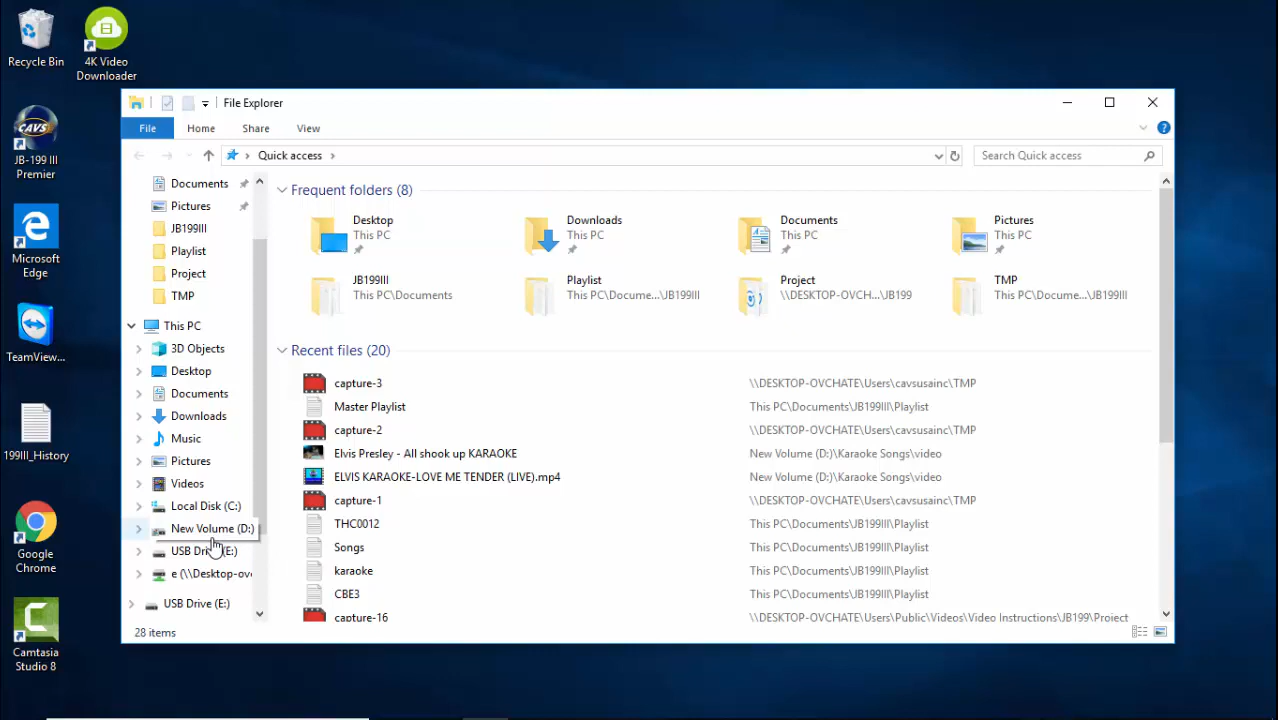 Recycle Bin
4K Video
Downloader
CAVS
JB-199 III
Premier
Microsoft
Edge
TeamView...
199III_History
Google
Chrome
Camtasia
Studio 8
File Explorer
File
Home
Share
View
Quick access
Search Quick access
Documents
Pictures
JB199III
Playlist
Project
TMP
This PC
3D Objects
Desktop
Documents
Downloads
Music
Pictures
Videos
Local Disk (C:)
New Volume (D:)
USB Drive (E:)
e (\\Desktop-ov
USB Drive (E:)
Frequent folders (8)
Desktop
This PC
Downloads
This PC
Documents
This PC
Pictures
This PC
JB199III
This PC\Documents
Playlist
This PC\Docume...\JB199III
Project
\\DESKTOP-OVCH...\JB199
TMP
This PC\Docume...\JB199III
Recent files (20)
capture-3 \\DESKTOP-OVCHATE\Users\cavsusainc\TMP
Master Playlist This PC\Documents\JB199III\Playlist
capture-2 \\DESKTOP-OVCHATE\Users\cavsusainc\TMP
Elvis Presley - All shook up KARAOKE New Volume (D:)\Karaoke Songs\video
ELVIS KARAOKE-LOVE ME TENDER (LIVE).mp4 New Volume (D:)\Karaoke Songs\video
capture-1 \\DESKTOP-OVCHATE\Users\cavsusainc\TMP
THC0012 This PC\Documents\JB199III\Playlist
Songs This PC\Documents\JB199III\Playlist
karaoke This PC\Documents\JB199III\Playlist
CBE3 This PC\Documents\JB199III\Playlist
capture-16 \\DESKTOP-OVCHATE\Users\Public\Videos\Video Instructions\JB199\Project
28 items